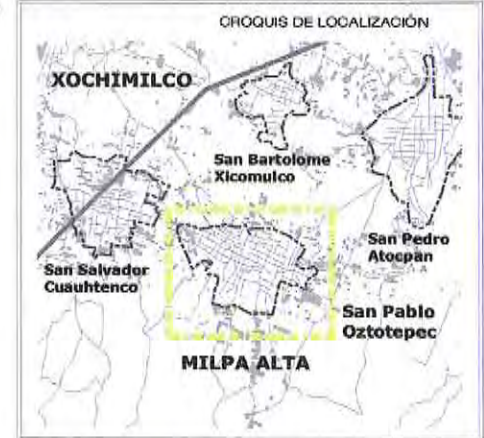 CROQUIS DE LOCALIZACIÓN
XOCHIMILCO
San Bartolome
Xicomulco
San Pedro
Atocpan
San Salvador
Cuauhtenco
San Pablo
Oztotepec
MILPA ALTA